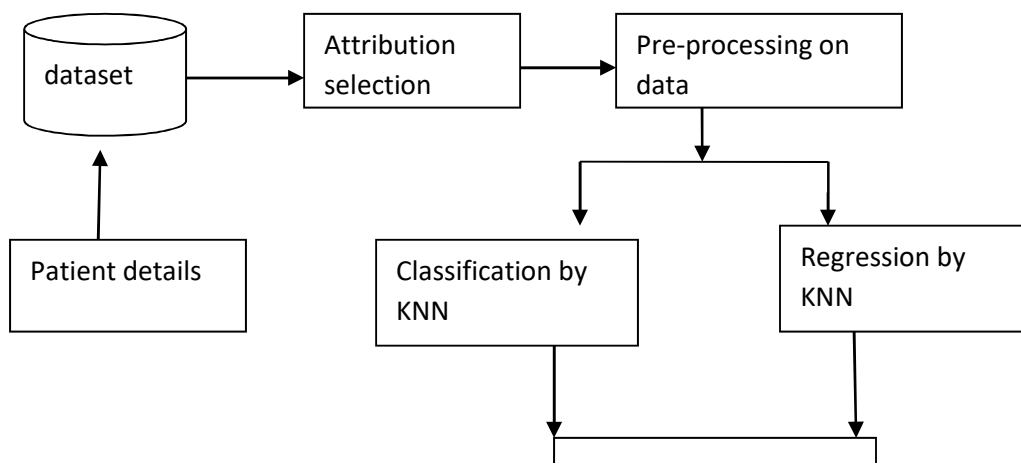 dataset
Attribution
selection
Pre-processing on
data
Patient details
Classification by
KNN
Regression by
KNN